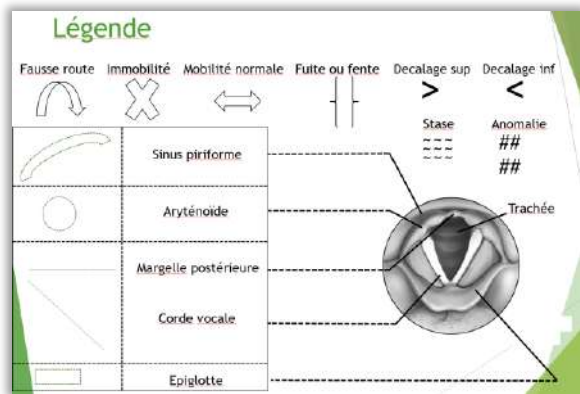 Légende
Fausse route Immobilité Mobilité normale Fuite ou fente Decalage sup Decalage inf
> <
Stase Anomalie
~~~ ##
~~~ ##
Sinus piriforme
Aryténoïde
Trachée
Margelle postérieure
Corde vocale
Epiglotte